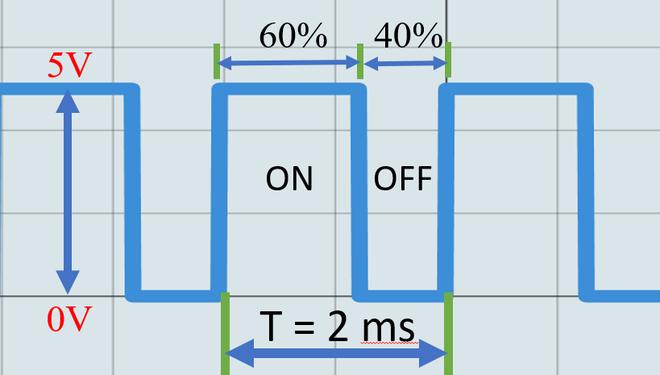 60% 40%
5V
ON OFF
0V
T = 2 ms